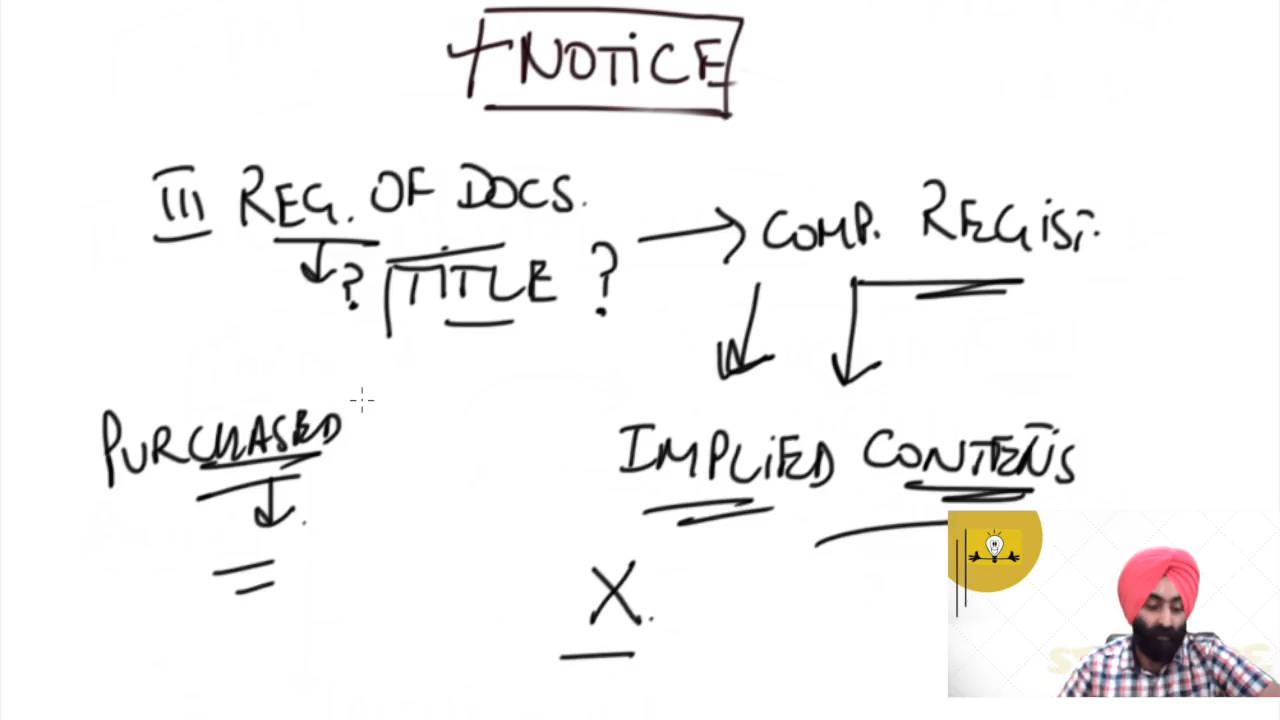 + NOTICE
III REG. OF DOCS. → COMP. REGIST.
? TITLE ?
PURCHASED
IMPLIED CONTENTS
X.